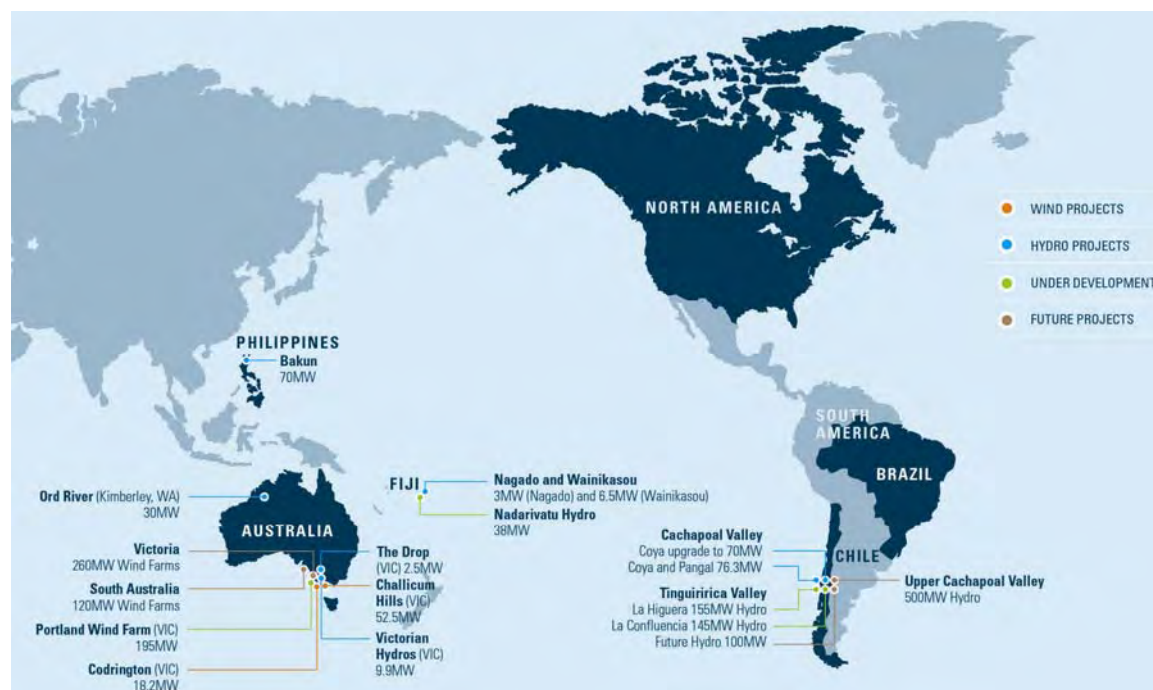 NORTH AMERICA
WIND PROJECTS
HYDRO PROJECTS
UNDER DEVELOPMENT
FUTURE PROJECTS
PHILIPPINES
Bakun
70MW
SOUTH
AMERICA
BRAZIL
CHILE
FIJI
Nagado and Wainikasou
3MW (Nagado) and 6.5MW (Wainikasou)
Nadarivatu Hydro
38MW
Ord River (Kimberley, WA)
30MW
AUSTRALIA
Victoria
260MW Wind Farms
South Australia
120MW Wind Farms
Portland Wind Farm (VIC)
195MW
Codrington (VIC)
18.2MW
The Drop
(VIC) 2.5MW
Challicum
Hills (VIC)
52.5MW
Victorian
Hydros (VIC)
9.9MW
Cachapoal Valley
Coya upgrade to 70MW
Coya and Pangal 76.3MW
Tinguiririca Valley
La Higuera 155MW Hydro
La Confluencia 145MW Hydro
Future Hydro 100MW
Upper Cachapoal Valley
500MW Hydro